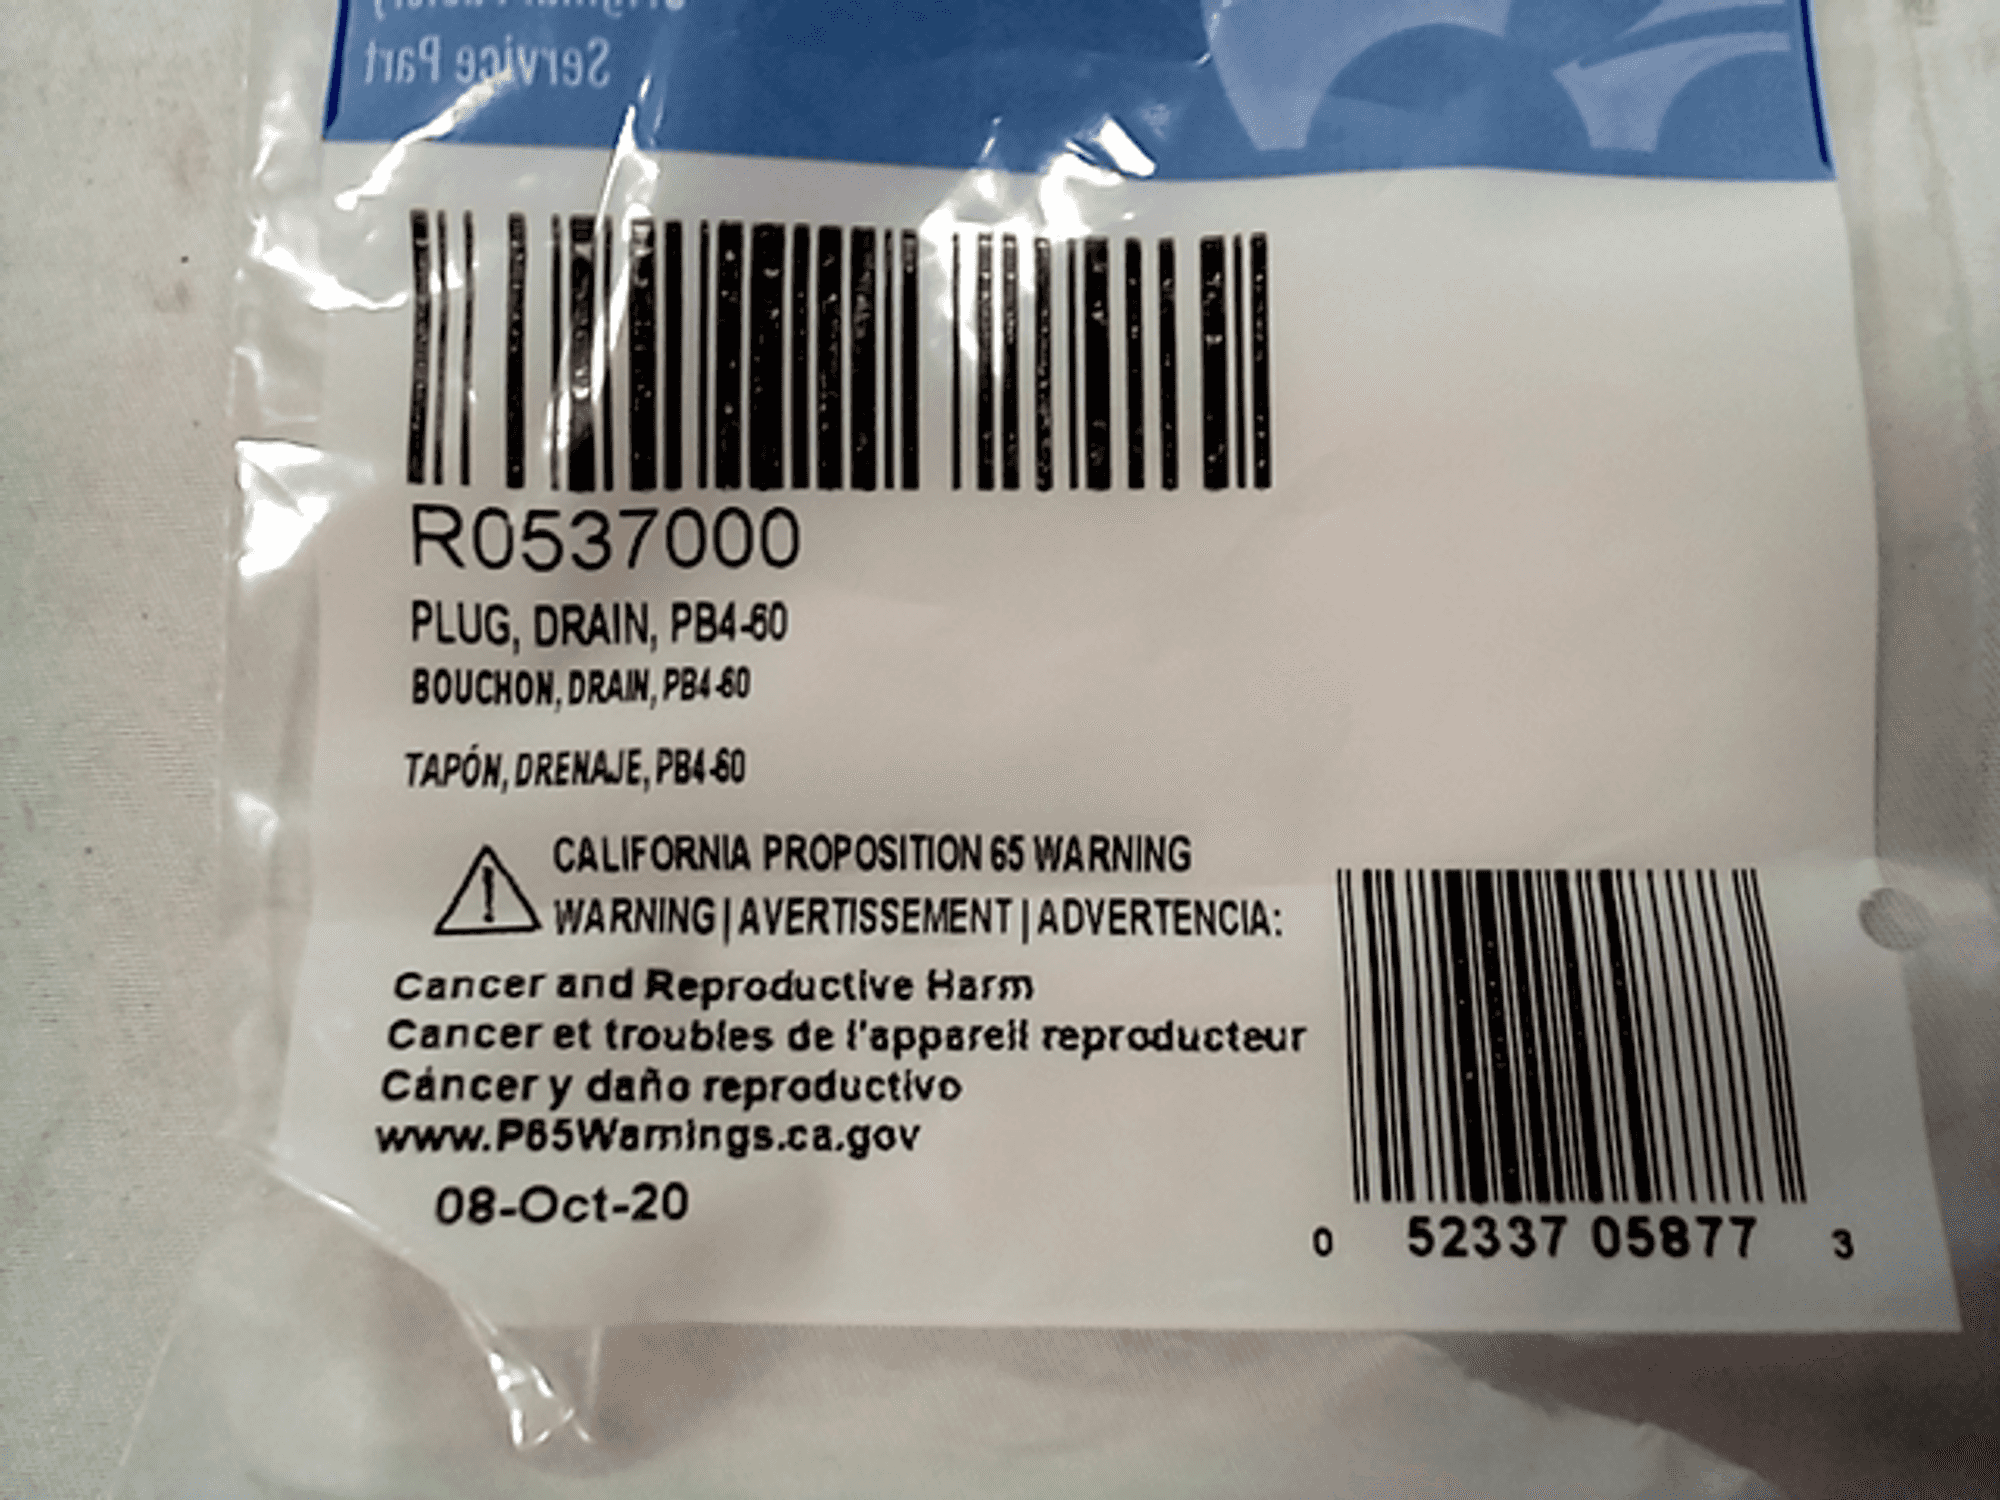 Service Part
R0537000
PLUG, DRAIN, PB4-60
BOUCHON, DRAIN, PB4-60
TAPÓN, DRENAJE, PB4-60
CALIFORNIA PROPOSITION 65 WARNING
WARNING | AVERTISSEMENT | ADVERTENCIA:
Cancer and Reproductive Harm
Cancer et troubles de l'appareil reproducteur
Cáncer y daño reproductivo
www.P65Warnings.ca.gov
08-Oct-20
0 52337 05877 3